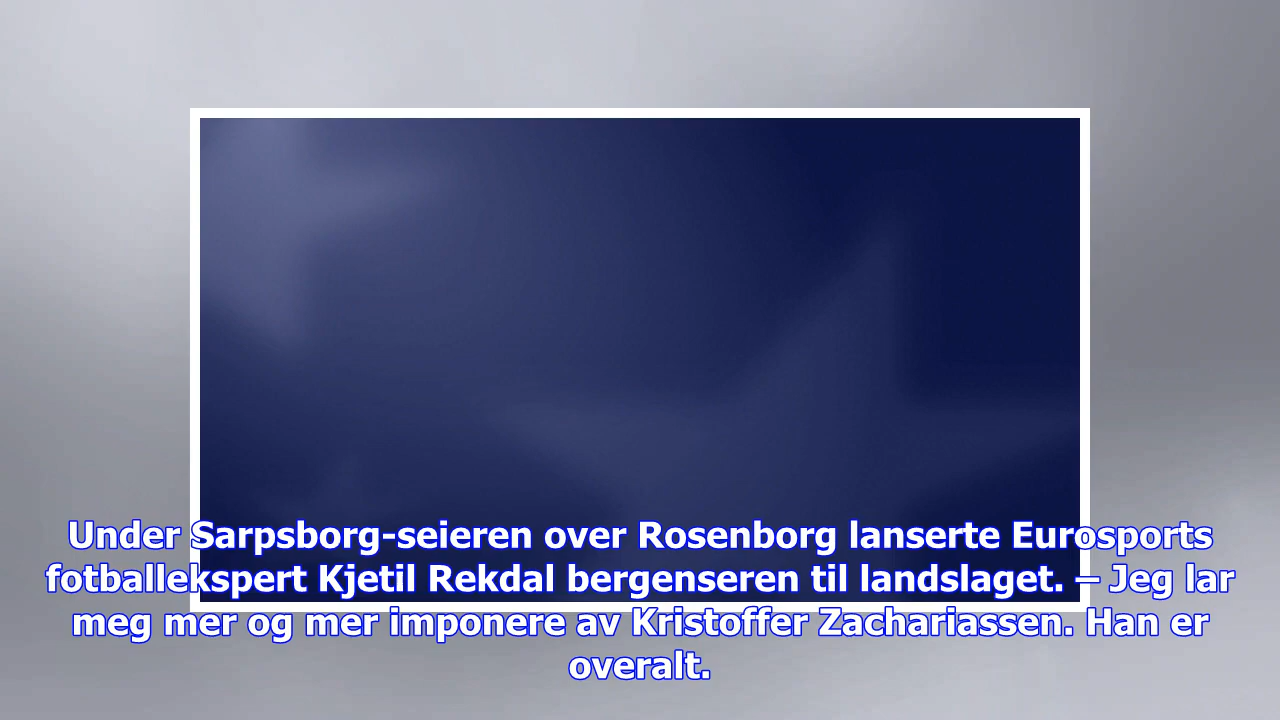 Under Sarpsborg-seieren over Rosenborg lanserte Eurosports
fotballekspert Kjetil Rekdal bergenseren til landslaget. – Jeg lar
meg mer og mer imponere av Kristoffer Zachariassen. Han er
overalt.